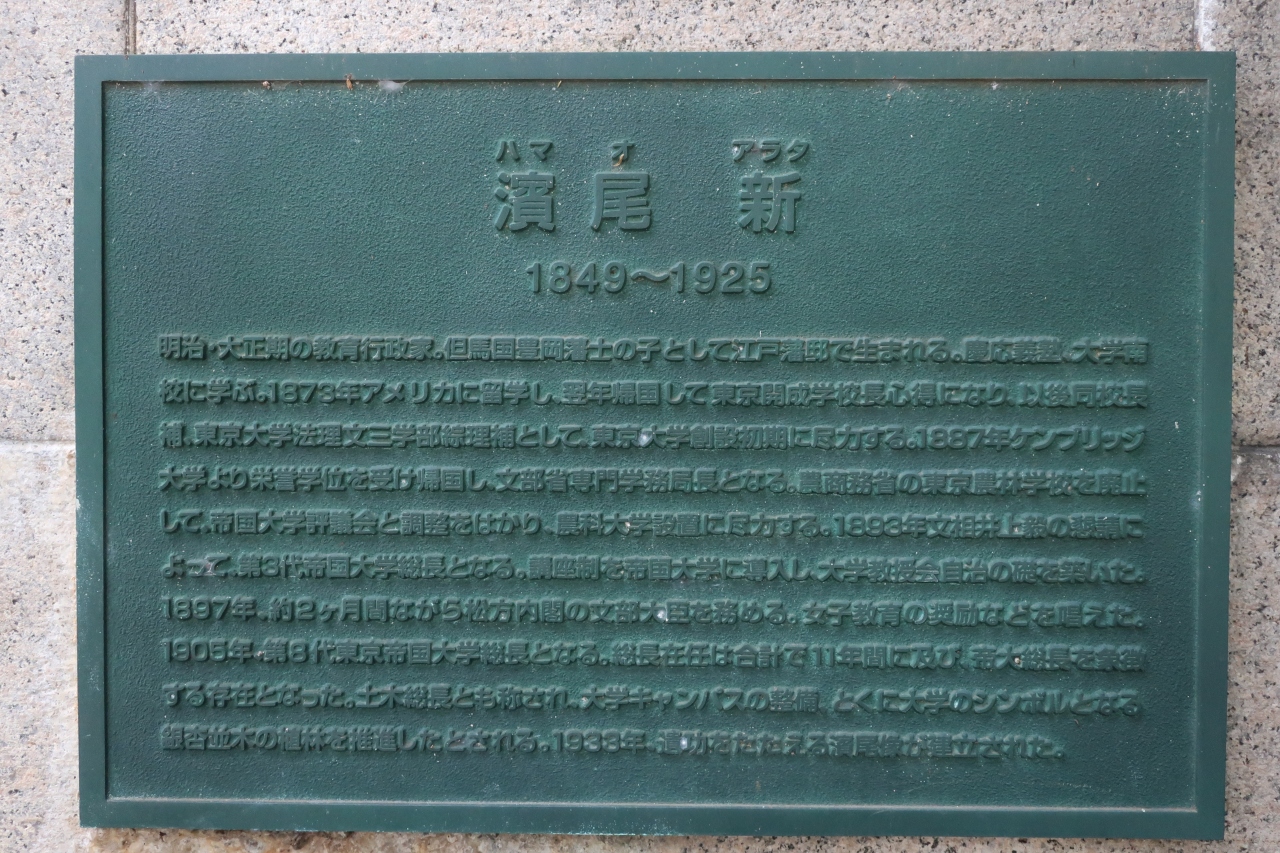 ハマ オ アラタ
濱尾 新
1849〜1925
明治・大正期の教育行政家。但馬国豊岡藩士の子として江戸藩邸で生まれる。慶応義塾、大学南
校に学ぶ。1873年アメリカに留学し、翌年帰国して東京開成学校長心得になり、以後同校長
補、東京大学法理文三学部綜理補として、東京大学創設初期に尽力する。1887年ケンブリッジ
大学より栄誉学位を受け帰国し、文部省専門学務局長となる。農商務省の東京農林学校を廃止
して、帝国大学評議会と調整をはかり、農科大学設置に尽力する。1893年文相井上毅の懇請に
よって、第3代帝国大学総長となる。講座制を帝国大学に導入し、大学教授会自治の礎を築いた。
1897年、約2ヶ月間ながら松方内閣の文部大臣を務める。女子教育の奨励などを唱えた。
1905年、第8代東京帝国大学総長となる。総長在任は合計で11年間に及び、帝大総長を象徴
する存在となった。土木総長とも称され、大学キャンパスの整備、とくに大学のシンボルとなる
銀杏並木の植林を推進したとされる。1933年、遺功をたたえる濱尾像が建立された。